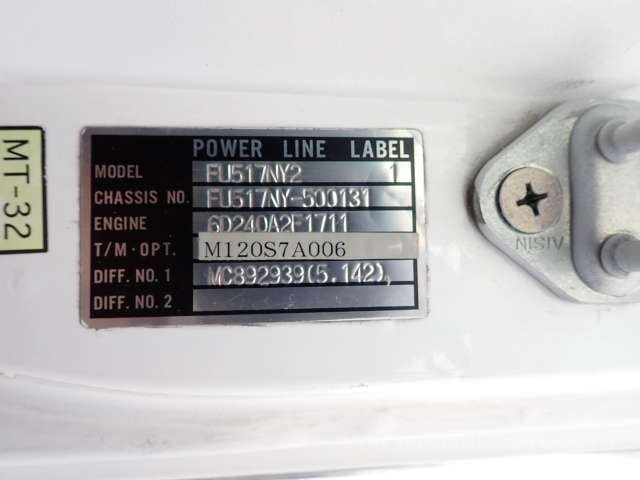 POWER LINE LABEL
MODEL FU517NY2 1
CHASSIS NO. FU517NY-500131
ENGINE 6D240A2F1711
T/M·OPT. M120S7A006
DIFF. NO. 1 MC892939(5.142),
DIFF. NO. 2
MT-32
AISIN